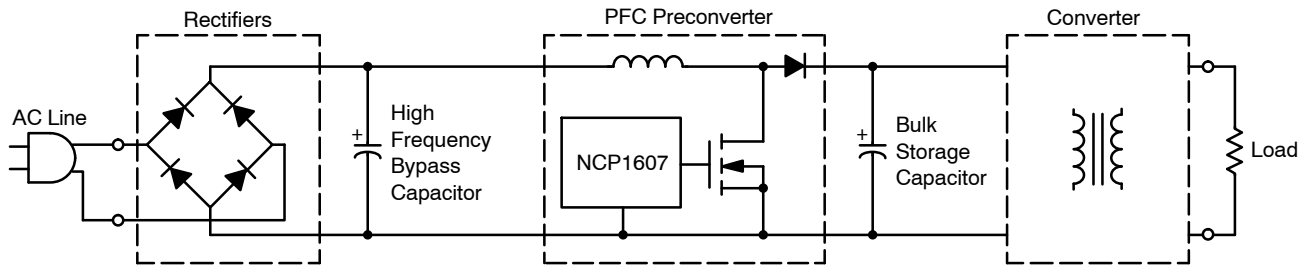 Rectifiers
PFC Preconverter
Converter
AC Line
+
High
Frequency
Bypass
Capacitor
NCP1607
+
Bulk
Storage
Capacitor
Load